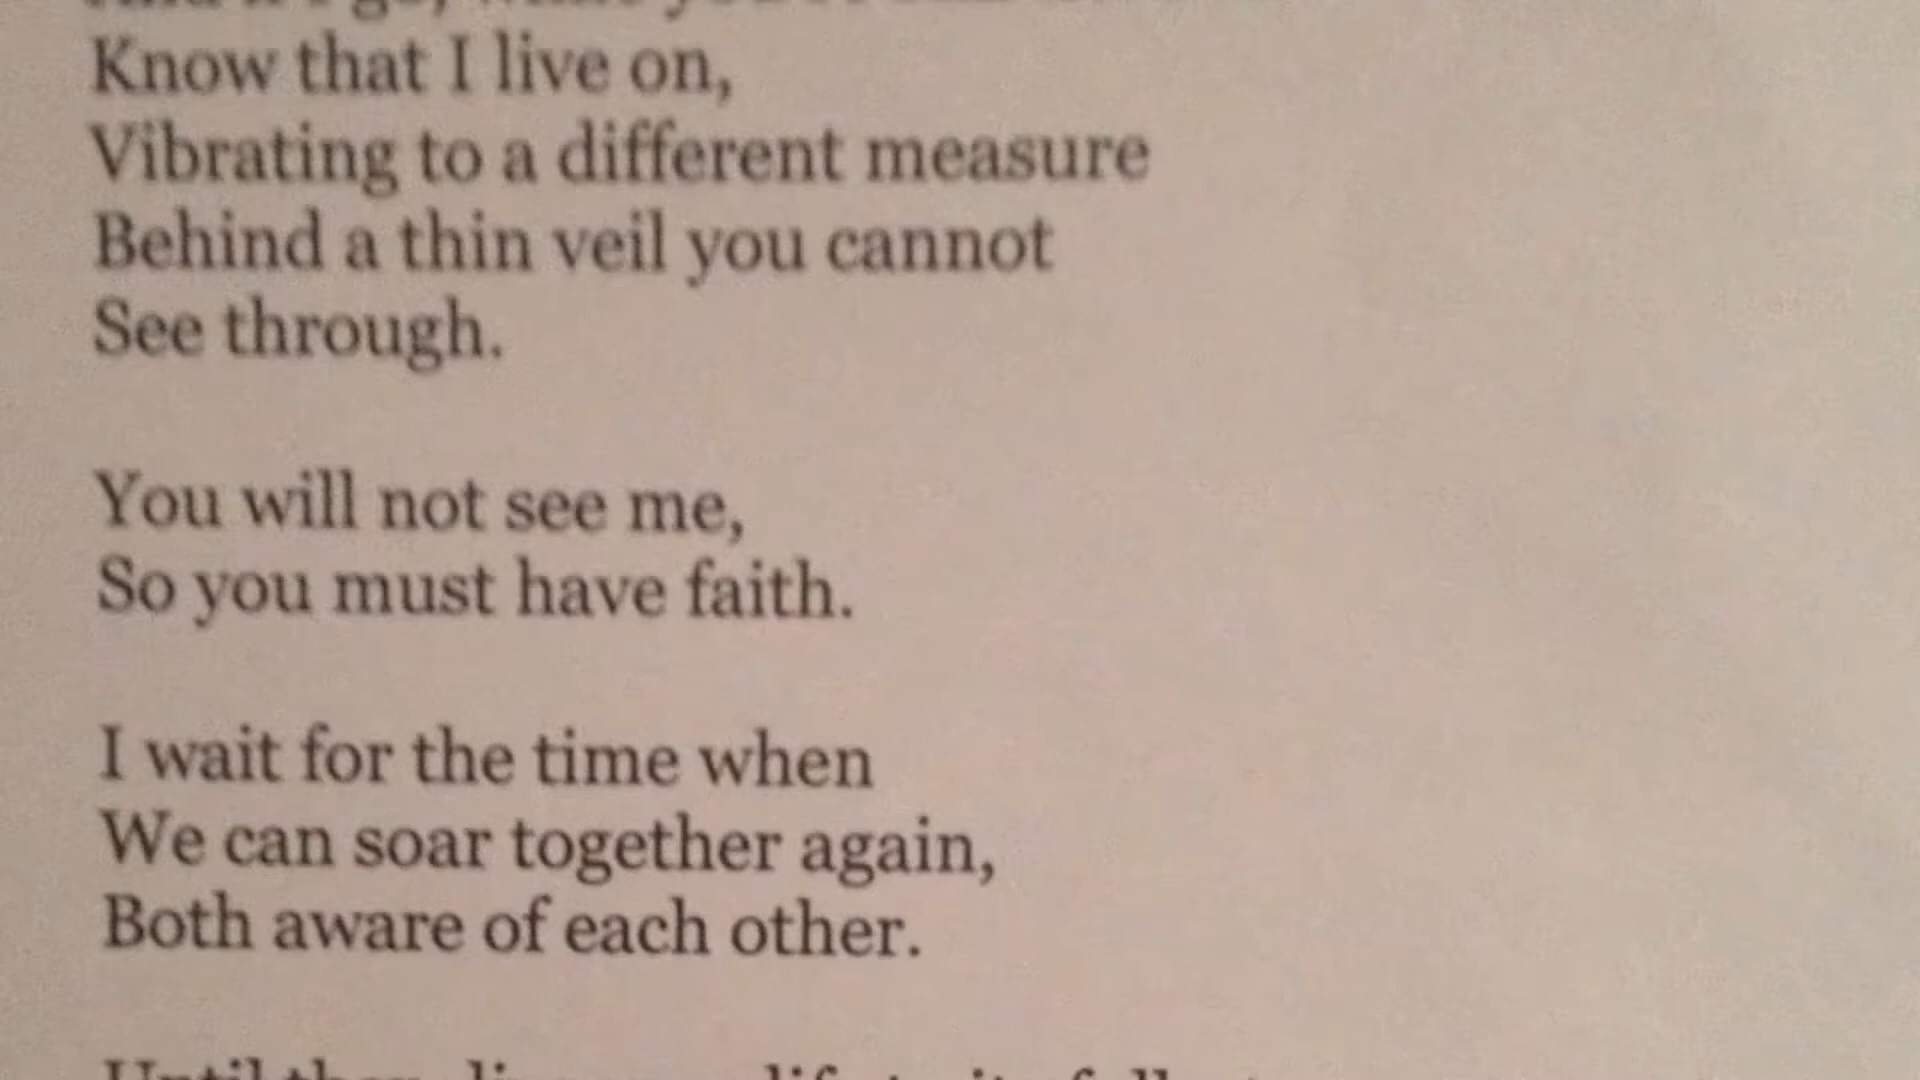 Know that I live on,
Vibrating to a different measure
Behind a thin veil you cannot
See through.
You will not see me,
So you must have faith.
I wait for the time when
We can soar together again,
Both aware of each other.